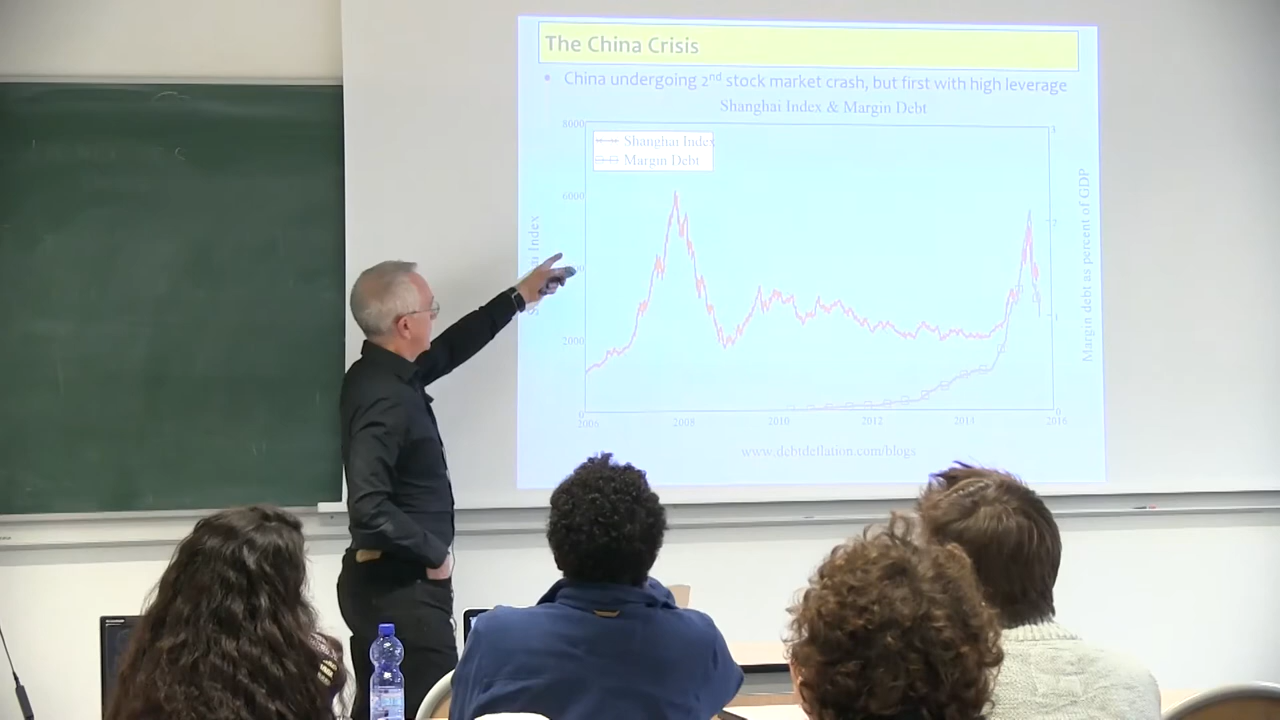 The China Crisis
• China undergoing 2nd stock market crash, but first with high leverage
Shanghai Index & Margin Debt
8000
6000
2000
0
Shanghai Index
Margin Debt
Index
3
2
1
0
Margin debt as percent of GDP
2006
2008
2010
2012
2014
2016
www.debtdeflation.com/blogs